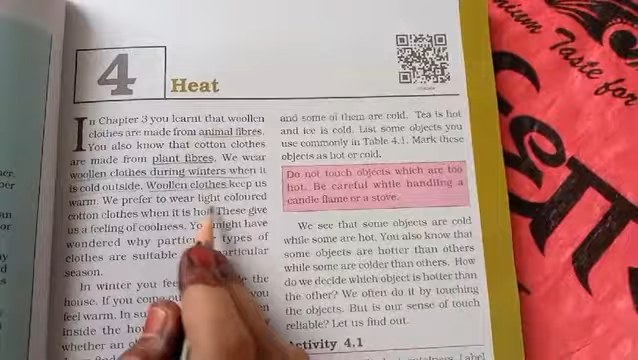 4
Heat
In Chapter 3 you learnt that woollen
clothes are made from animal fibres.
You also know that cotton clothes
are made from plant fibres. We wear
woollen clothes during winters when it
is cold outside. Woollen clothes keep us
warm. We prefer to wear light coloured
cotton clothes when it is hot. These give
us a feeling of coolness. You might have
wondered why particular types of
clothes are suitable particular
season.
In winter you feel the
house. If you come you
feel warm. In
inside the
whether an
and some of them are cold. Tea is hot
and ice is cold. List some objects you
use commonly in Table 4.1. Mark these
objects as hot or cold.
Do not touch objects which are too
hot. Be careful while handling a
candle flame or a stove.
We see that some objects are cold
while some are hot. You also know that
some objects are hotter than others
while some are colder than others. How
do we decide which object is hotter than
the other? We often do it by touching
the objects. But is our sense of touch
reliable? Let us find out.
Activity 4.1
Label
Taste for